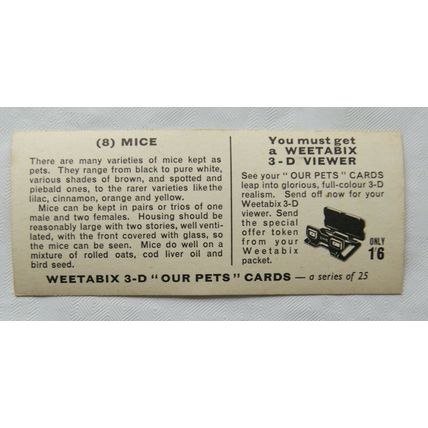 (8) MICE
There are many varieties of mice kept as
pets. They range from black to pure white,
various shades of brown, and spotted and
piebald ones, to the rarer varieties like the
lilac, cinnamon, orange and yellow.
Mice can be kept in pairs or trios of one
male and two females. Housing should be
reasonably large with two stories, well venti-
lated, with the front covered with glass, so
the mice can be seen. Mice do well on a
mixture of rolled oats, cod liver oil and
bird seed.
You must get
a WEETABIX
3-D VIEWER
See your "OUR PETS" CARDS
leap into glorious, full-colour 3-D
realism. Send off now for your
Weetabix 3-D
viewer. Send
the special
offer token
from your
Weetabix
packet.
ONLY
1'6
WEETABIX 3-D "OUR PETS" CARDS — a series of 25